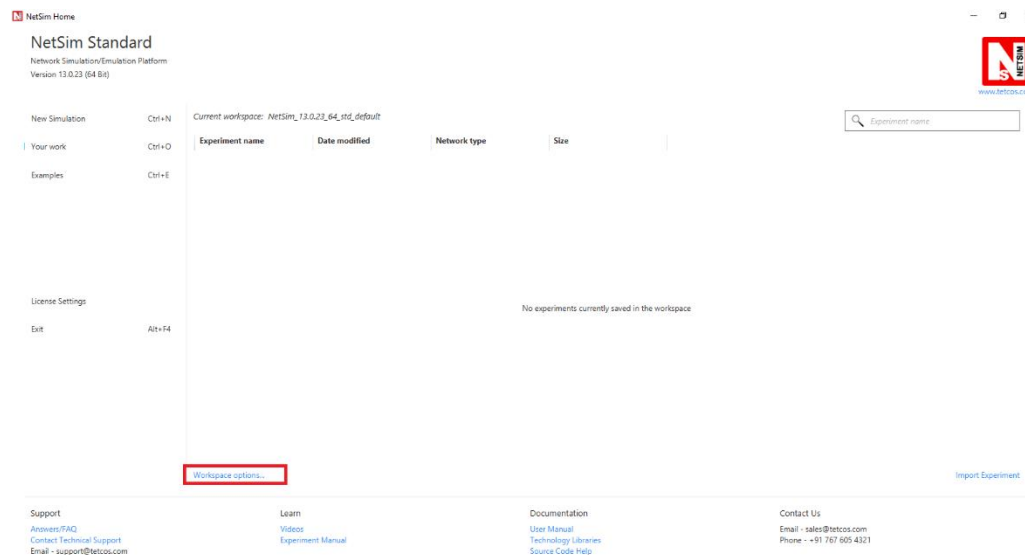 NetSim Home
NetSim Standard
Network Simulation/Emulation Platform
Version 13.0.23 (64 Bit)
N
S
NETSIM
www.tetcos.co
New Simulation Ctrl+N
Your work Ctrl+O
Examples Ctrl+E
License Settings
Exit Alt+F4
Current workspace: NetSim_13.0.23_64_std_default
Experiment name
Experiment name Date modified Network type Size
No experiments currently saved in the workspace
Workspace options...
Import Experiment
Support
Answers/FAQ
Contact Technical Support
Email - support@tetcos.com
Learn
Videos
Experiment Manual
Documentation
User Manual
Technology Libraries
Source Code Help
Contact Us
Email - sales@tetcos.com
Phone - +91 767 605 4321